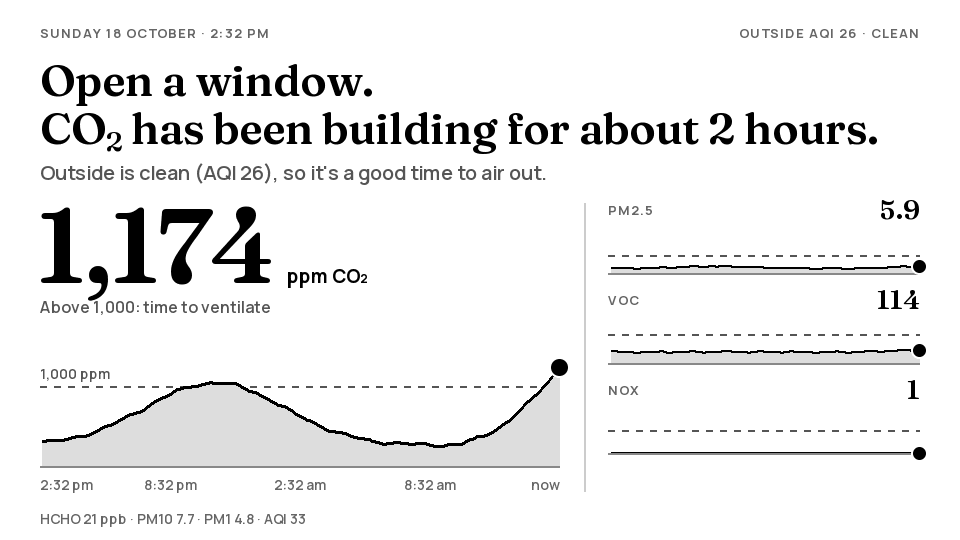 SUNDAY 18 OCTOBER · 2:32 PM
OUTSIDE AQI 26 · CLEAN
Open a window.
CO₂ has been building for about 2 hours.
Outside is clean (AQI 26), so it's a good time to air out.
1,174 ppm CO₂
Above 1,000: time to ventilate
1,000 ppm
2:32 pm 8:32 pm 2:32 am 8:32 am now
PM2.5 5.9
VOC 114
NOX 1
HCHO 21 ppb · PM10 7.7 · PM1 4.8 · AQI 33